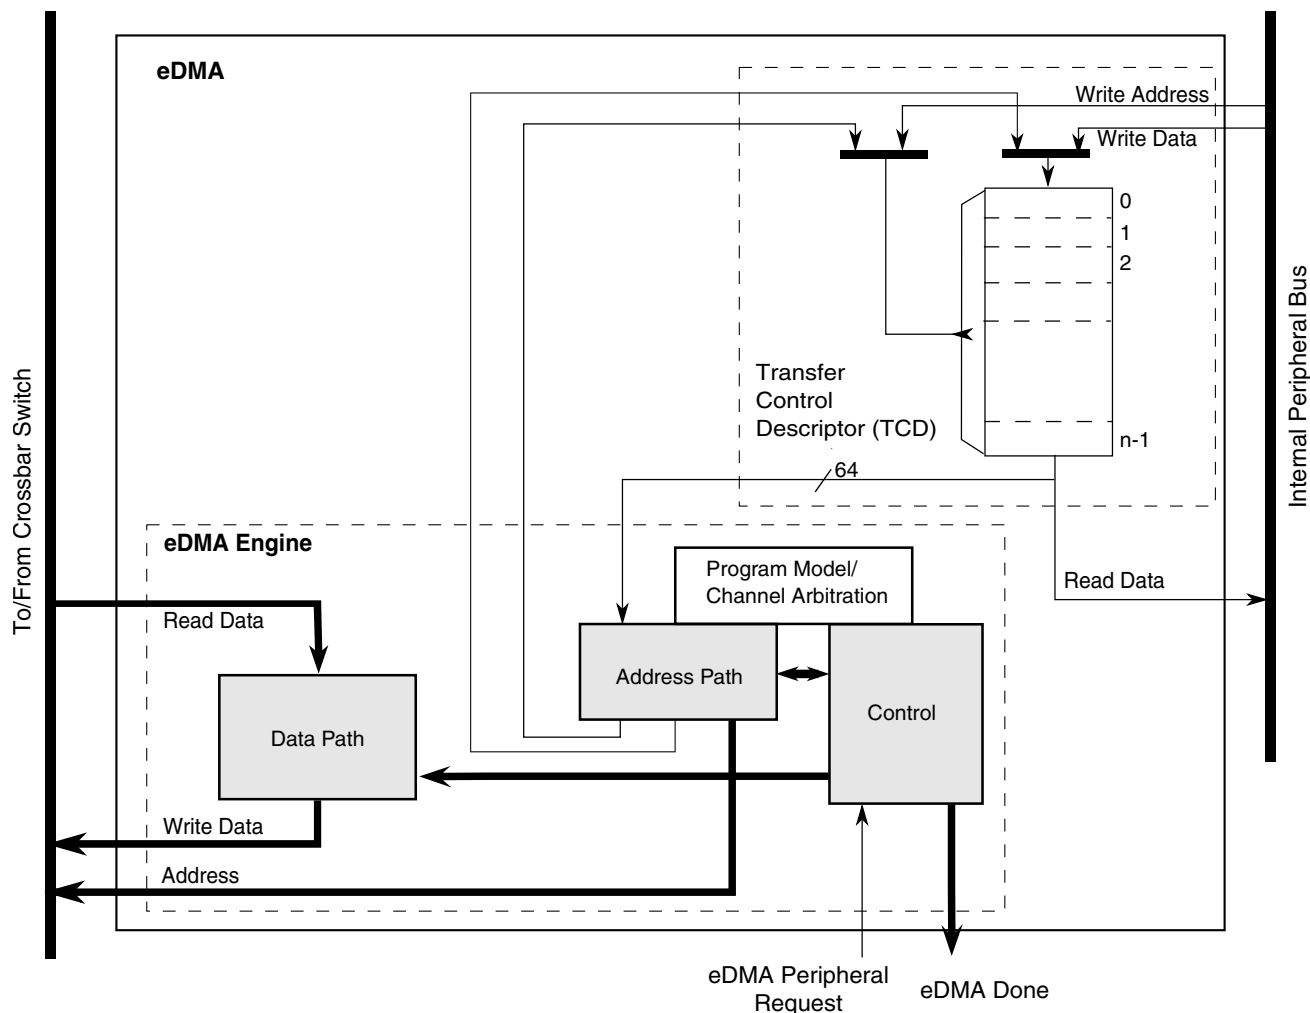 eDMA
Write Address
Write Data
0
1
2
n-1
Transfer
Control
Descriptor (TCD)
64
To/From Crossbar Switch
Internal Peripheral Bus
eDMA Engine
Program Model/
Channel Arbitration
Read Data
Read Data
Address Path
Control
Data Path
Write Data
Address
eDMA Peripheral
Request
eDMA Done